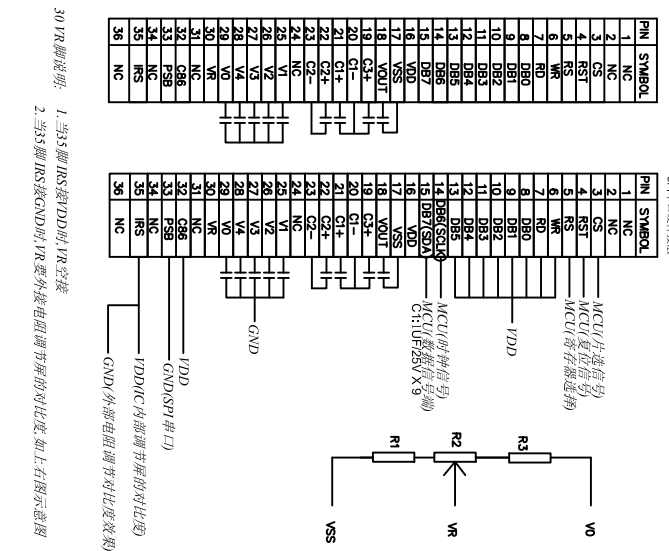 PIN SYMBOL
1 NC
2 NC
3 CS
4 RST
5 RS
6 WR
7 RD
8 DB0
9 DB1
10 DB2
11 DB3
12 DB4
13 DB5
14 DB6
15 DB7
16 VDD
17 VSS
18 VOUT
19 C3+
20 C1-
21 C1+
22 C2+
23 C2-
24 NC
25 V1
26 V2
27 V3
28 V4
29 V0
30 VR
31 NC
32 C86
33 PSB
34 NC
35 IRS
36 NC
PIN SYMBOL
1 NC
2 NC
3 CS MCU(片选信号)
4 RST MCU(复位信号)
5 RS MCU(寄存器选择)
6 WR
7 RD
8 DB0
9 DB1 VDD
10 DB2
11 DB3
12 DB4
13 DB5
14 DB6(SCLK) MCU(时钟信号)
15 DB7(SDA) MCU(数据信号端)
16 VDD C1:1UF/25V X 9
17 VSS
18 VOUT
19 C3+
20 C1-
21 C1+
22 C2+
23 C2-
24 NC
25 V1
26 V2
27 V3 GND
28 V4
29 V0
30 VR
31 NC
32 C86 VDD
33 PSB GND(SPI串口)
34 NC
35 IRS VDD(IC内部调节屏的对比度)
36 NC GND(外部电阻调节对比度效果)
V0
R3
R2
VR
R1
VSS
30 VR脚说明: 1.当35脚 IRS接VDD时,VR空接
2.当35脚 IRS接GND时,VR要外接电阻调节屏的对比度,如上右图示意图